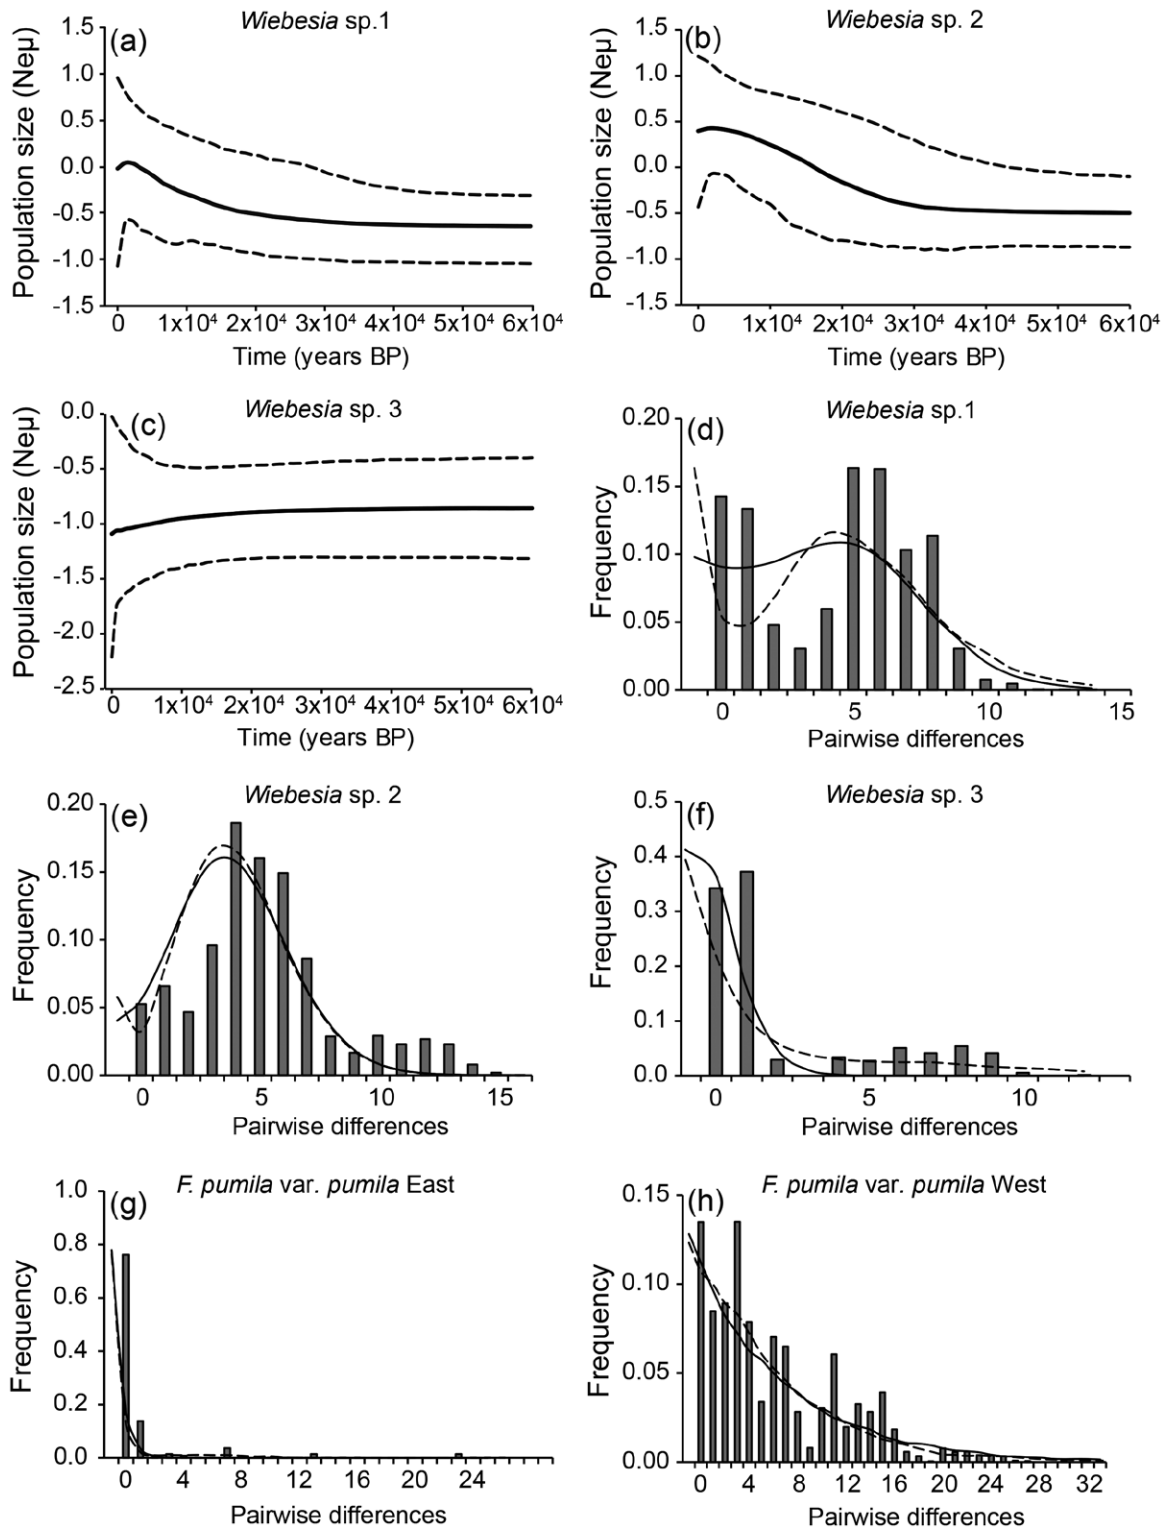 Wiebesia sp.1
(a)
Population size (Neµ)
1.5
1.0
0.5
0.0
-0.5
-1.0
-1.5
0 1x10⁴ 2x10⁴ 3x10⁴ 4x10⁴ 5x10⁴ 6x10⁴
Time (years BP)
Wiebesia sp. 2
(b)
Population size (Neµ)
1.5
1.0
0.5
0.0
-0.5
-1.0
-1.5
0 1x10⁴ 2x10⁴ 3x10⁴ 4x10⁴ 5x10⁴ 6x10⁴
Time (years BP)
Wiebesia sp. 3
(c)
Population size (Neµ)
0.0
-0.5
-1.0
-1.5
-2.0
-2.5
0 1x10⁴ 2x10⁴ 3x10⁴ 4x10⁴ 5x10⁴ 6x10⁴
Time (years BP)
Wiebesia sp.1
(d)
Frequency
0.20
0.15
0.10
0.05
0.00
0 5 10 15
Pairwise differences
Wiebesia sp. 2
(e)
Frequency
0.20
0.15
0.10
0.05
0.00
0 5 10 15
Pairwise differences
Wiebesia sp. 3
(f)
Frequency
0.5
0.4
0.3
0.2
0.1
0.0
0 5 10
Pairwise differences
F. pumila var. pumila East
(g)
Frequency
1.0
0.8
0.6
0.4
0.2
0.0
0 4 8 12 16 20 24
Pairwise differences
F. pumila var. pumila West
(h)
Frequency
0.15
0.10
0.05
0.00
0 4 8 12 16 20 24 28 32
Pairwise differences